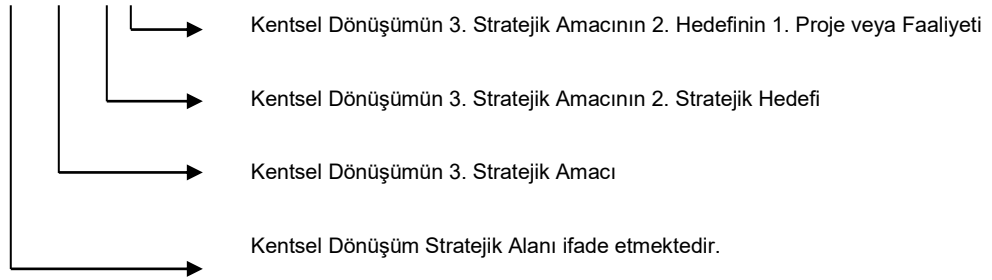 Kentsel Dönüşümün 3. Stratejik Amacının 2. Hedefinin 1. Proje veya Faaliyeti
Kentsel Dönüşümün 3. Stratejik Amacının 2. Stratejik Hedefi
Kentsel Dönüşümün 3. Stratejik Amacı
Kentsel Dönüşüm Stratejik Alanı ifade etmektedir.